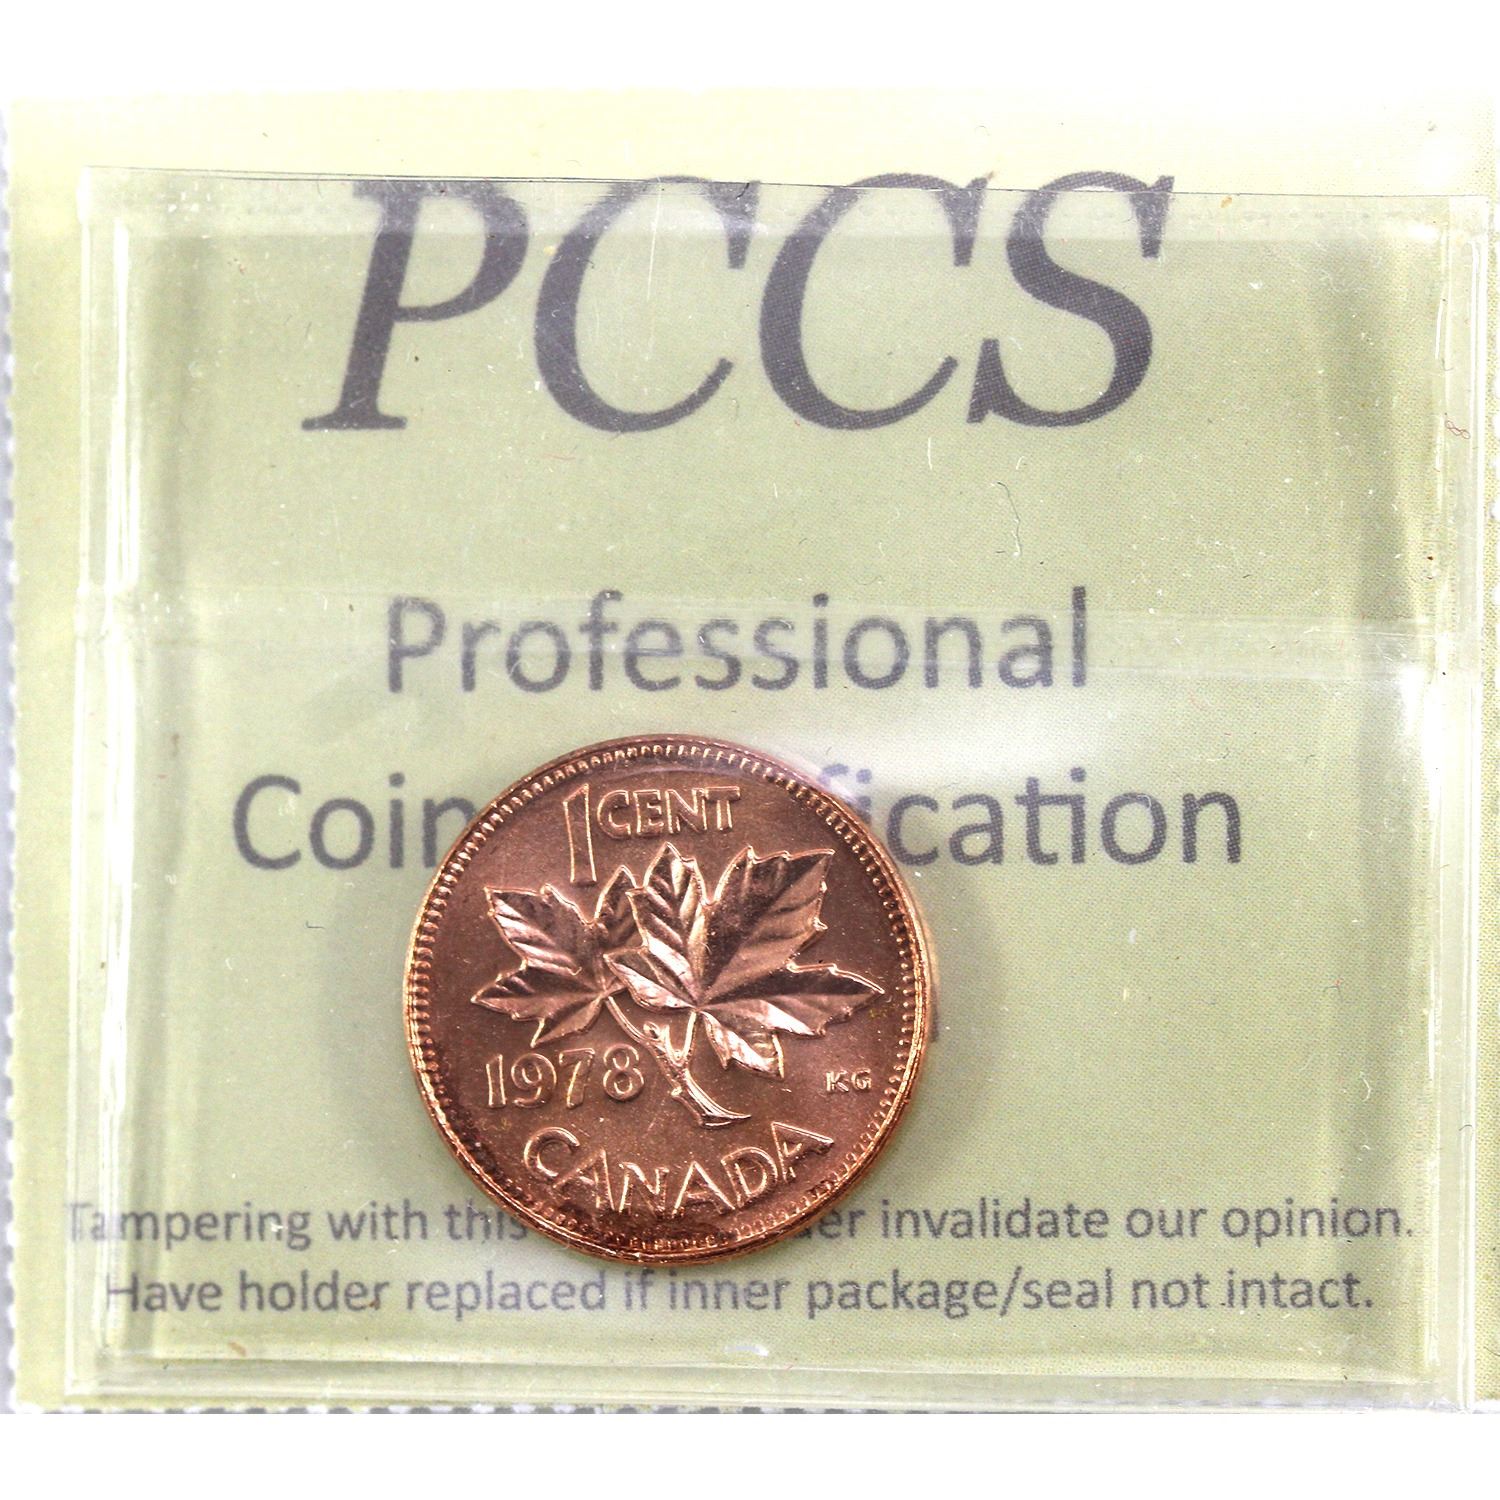 PCCS
Professional
Coin fication
1 CENT
1978
KG
CANADA
Tampering with this er invalidate our opinion.
Have holder replaced if inner package/seal not intact.